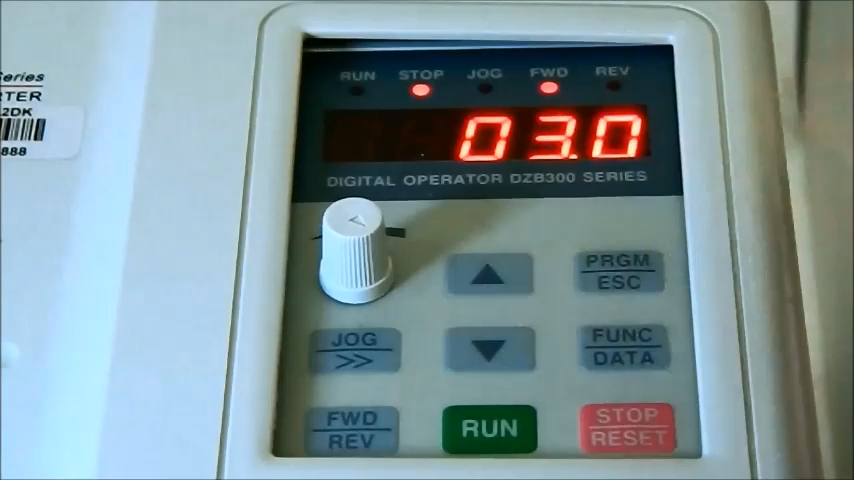 Series
RTER
2DK
888
RUN STOP JOG FWD REV
03.0
DIGITAL OPERATOR DZB300 SERIES
PRGM
ESC
JOG
>>
FUNC
DATA
FWD
REV
RUN
STOP
RESET